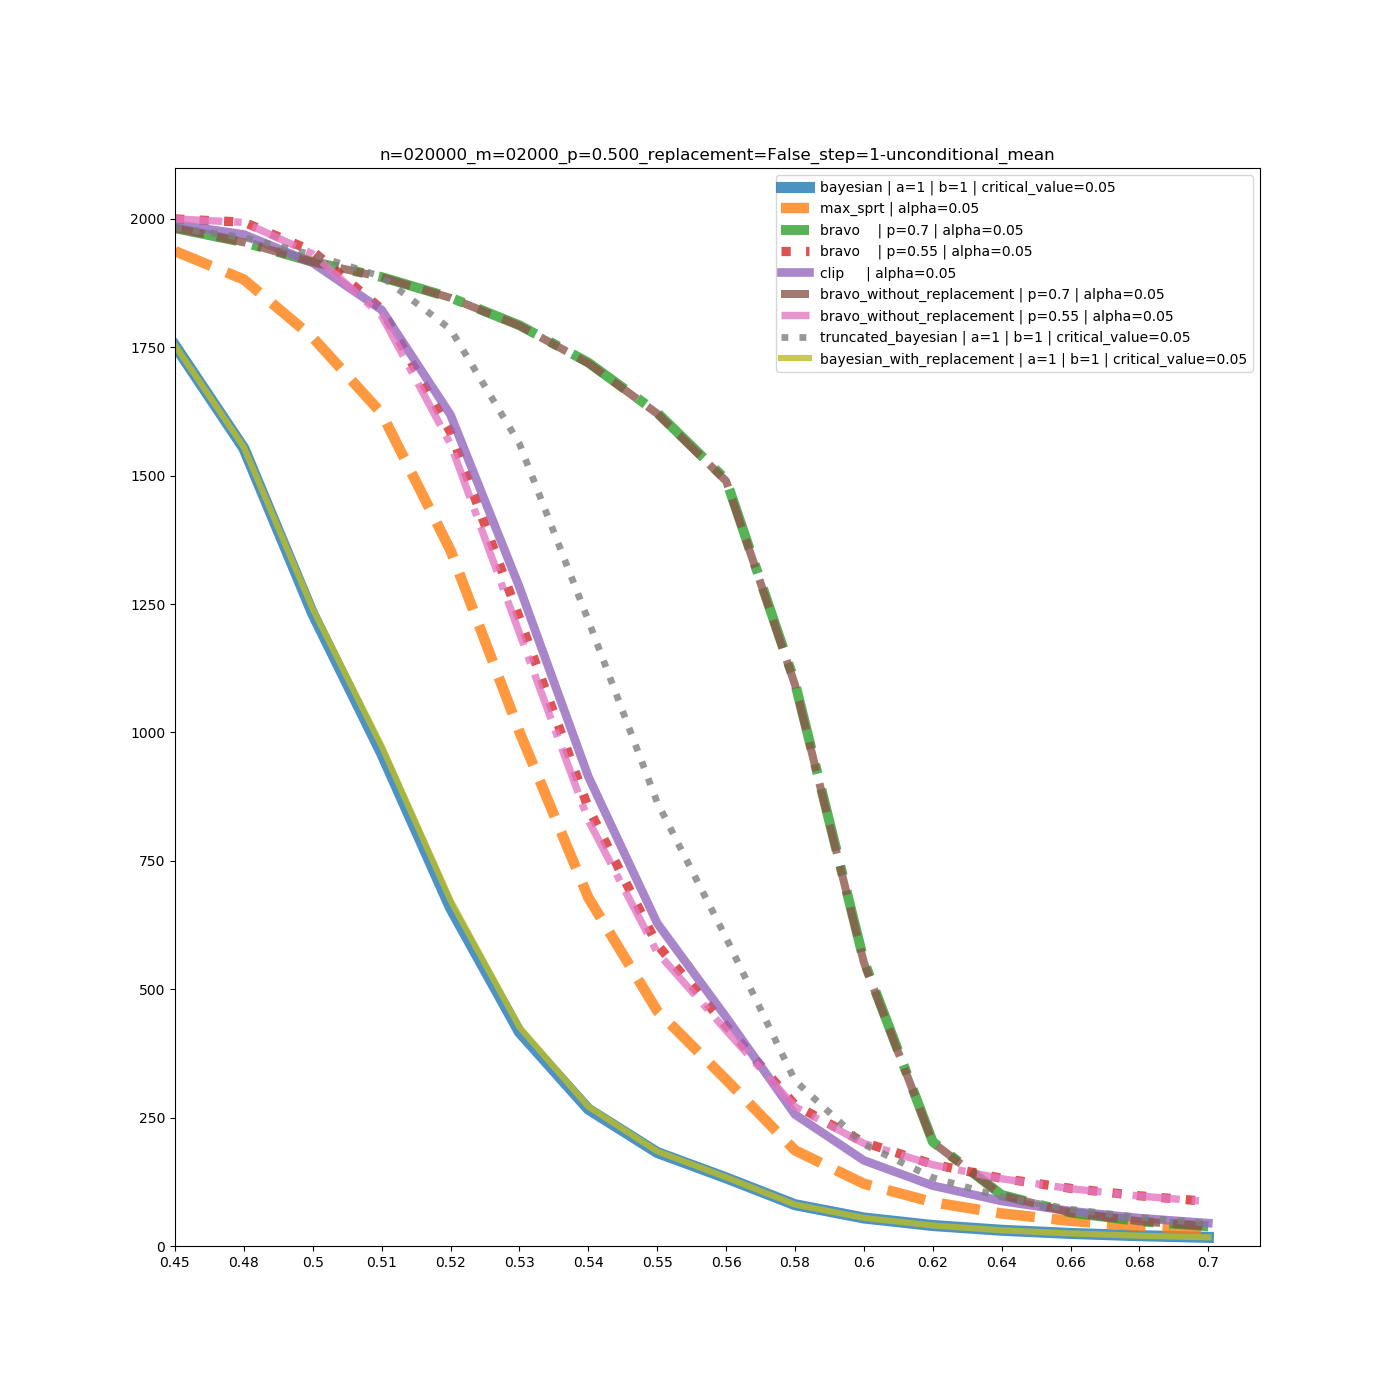 n=020000_m=02000_p=0.500_replacement=False_step=1-unconditional_mean
bayesian | a=1 | b=1 | critical_value=0.05
max_sprt | alpha=0.05
bravo    | p=0.7 | alpha=0.05
bravo    | p=0.55 | alpha=0.05
clip     | alpha=0.05
bravo_without_replacement | p=0.7 | alpha=0.05
bravo_without_replacement | p=0.55 | alpha=0.05
truncated_bayesian | a=1 | b=1 | critical_value=0.05
bayesian_with_replacement | a=1 | b=1 | critical_value=0.05
2000
1750
1500
1250
1000
750
500
250
0
0.45 0.48 0.5 0.51 0.52 0.53 0.54 0.55 0.56 0.58 0.6 0.62 0.64 0.66 0.68 0.7